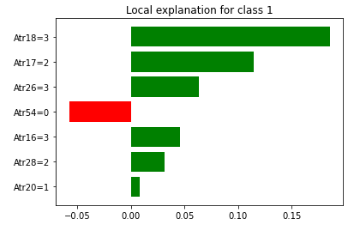 Local explanation for class 1
Atr18=3
Atr17=2
Atr26=3
Atr54=0
Atr16=3
Atr28=2
Atr20=1
−0.05 0.00 0.05 0.10 0.15